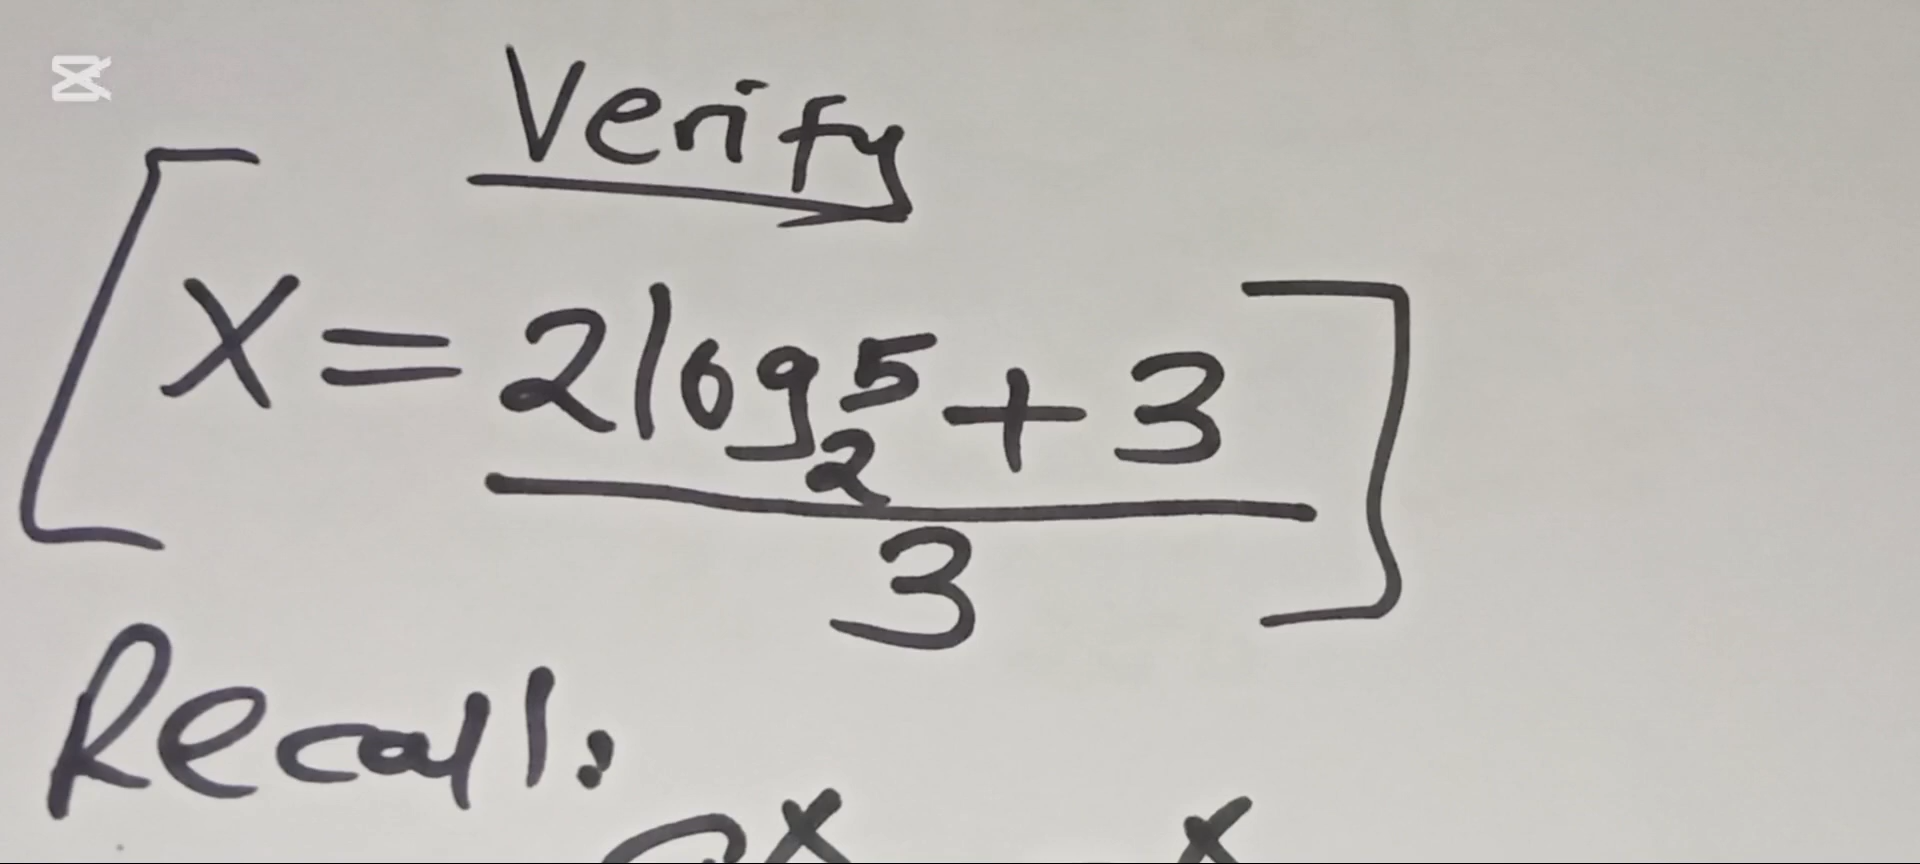 Verify
[x = 2log₂5 + 3]
3
Recall:
x x